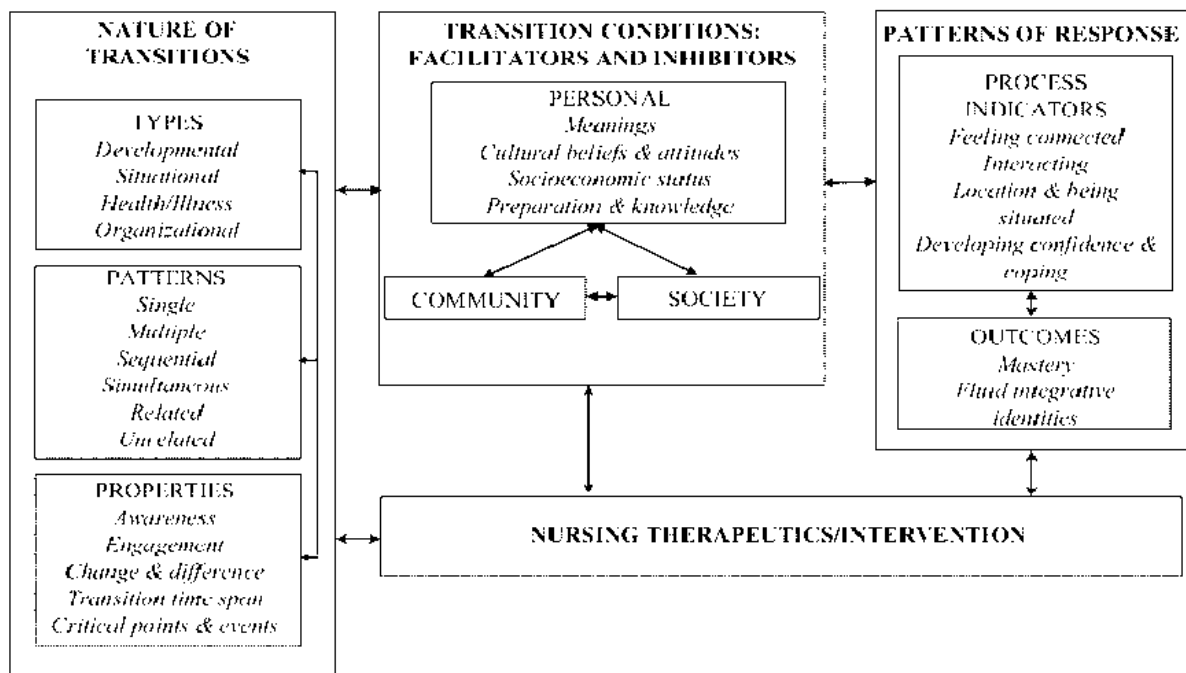 NATURE OF
TRANSITIONS
TYPES
Developmental
Situational
Health/Illness
Organizational
PATTERNS
Single
Multiple
Sequential
Simultaneous
Related
Unrelated
PROPERTIES
Awareness
Engagement
Change & difference
Transition time span
Critical points & events
TRANSITION CONDITIONS:
FACILITATORS AND INHIBITORS
PERSONAL
Meanings
Cultural beliefs & attitudes
Socioeconomic status
Preparation & knowledge
COMMUNITY
SOCIETY
PATTERNS OF RESPONSE
PROCESS
INDICATORS
Feeling connected
Interacting
Location & being
situated
Developing confidence &
coping
OUTCOMES
Mastery
Fluid integrative
identities
NURSING THERAPEUTICS/INTERVENTION